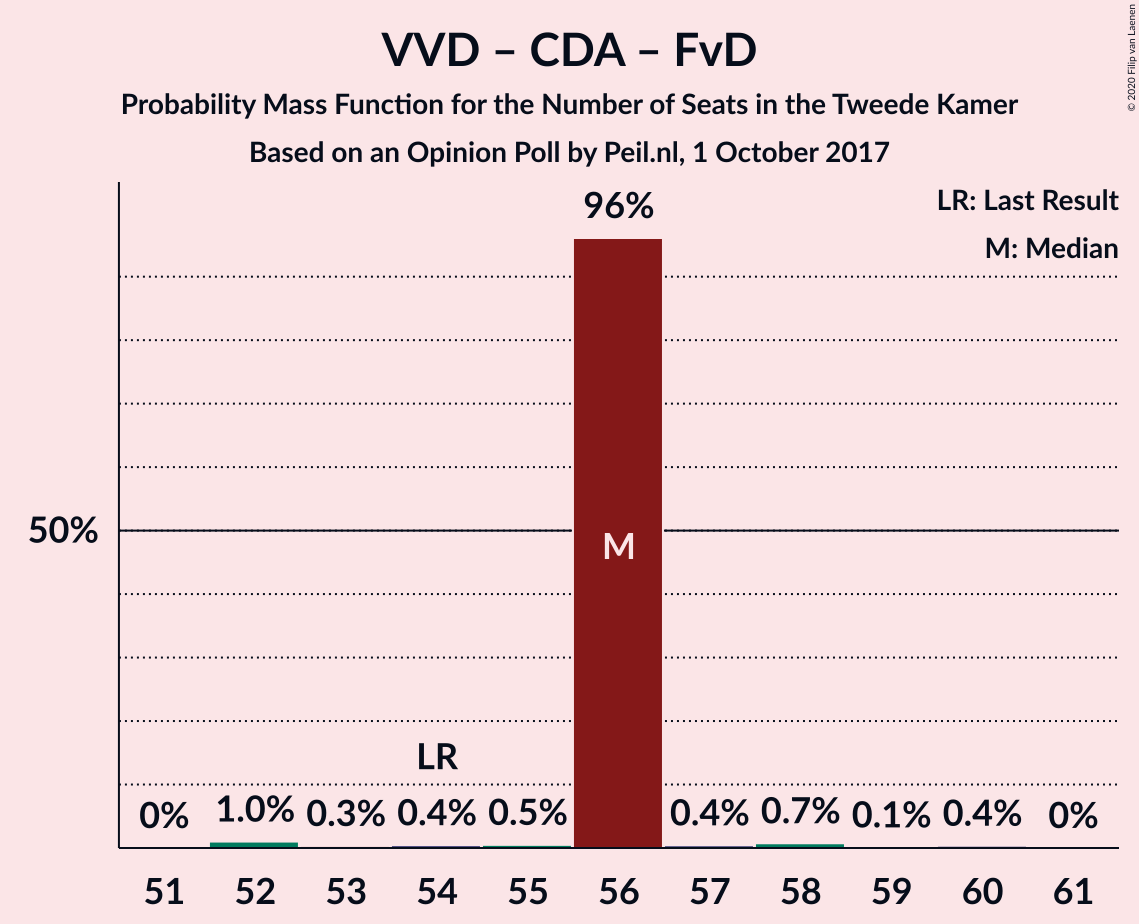 VVD – CDA – FvD
Probability Mass Function for the Number of Seats in the Tweede Kamer
Based on an Opinion Poll by Peil.nl, 1 October 2017
© 2020 Filip van Laenen
LR: Last Result
M: Median
96%
50%
M
LR
0% 1.0% 0.3% 0.4% 0.5% 0.4% 0.7% 0.1% 0.4% 0%
51 52 53 54 55 56 57 58 59 60 61